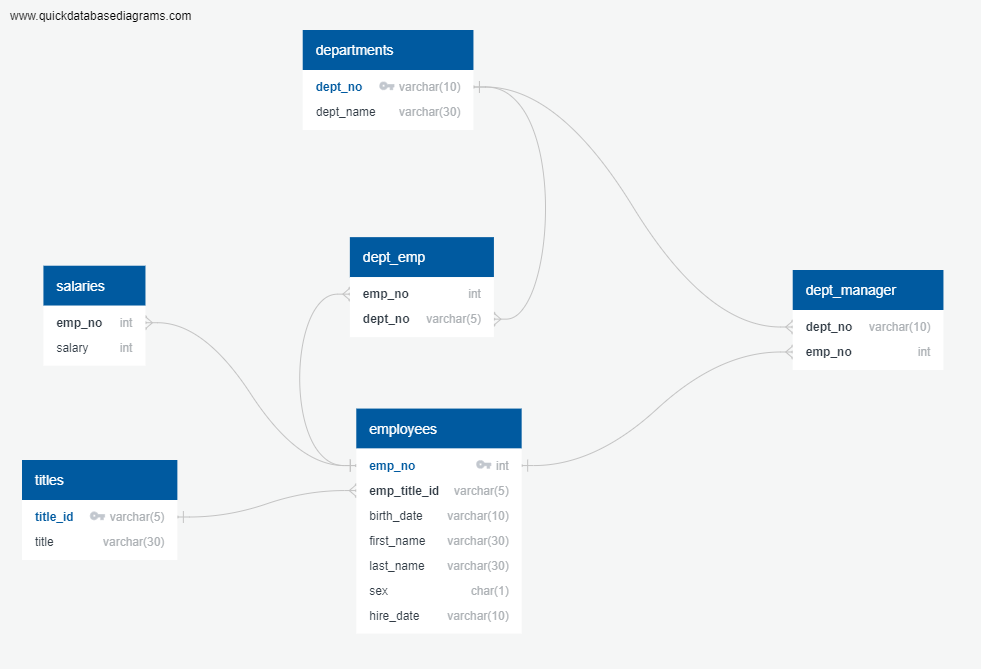 www.quickdatabasediagrams.com
departments
dept_no varchar(10)
dept_name varchar(30)
dept_emp
emp_no int
dept_no varchar(5)
salaries
emp_no int
salary int
dept_manager
dept_no varchar(10)
emp_no int
employees
emp_no int
emp_title_id varchar(5)
birth_date varchar(10)
first_name varchar(30)
last_name varchar(30)
sex char(1)
hire_date varchar(10)
titles
title_id varchar(5)
title varchar(30)